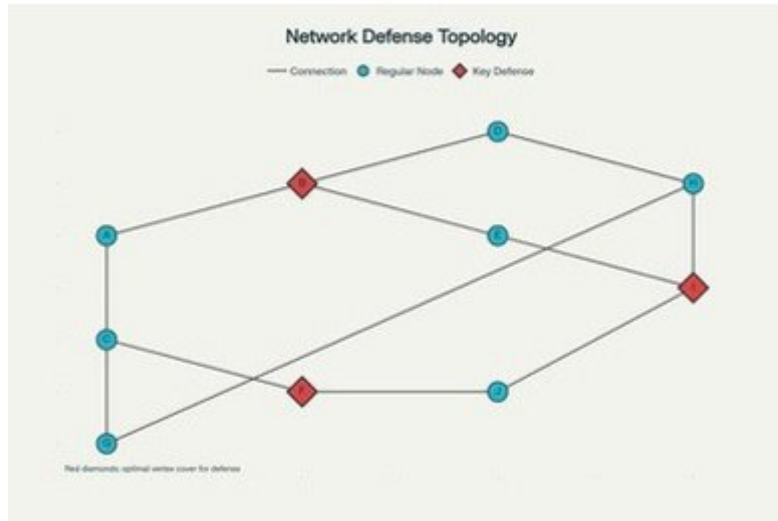 Network Defense Topology
Connection Regular Node Key Defense
D
B H
A E
C
F J
G
Red diamonds: optimal vertex cover for defense